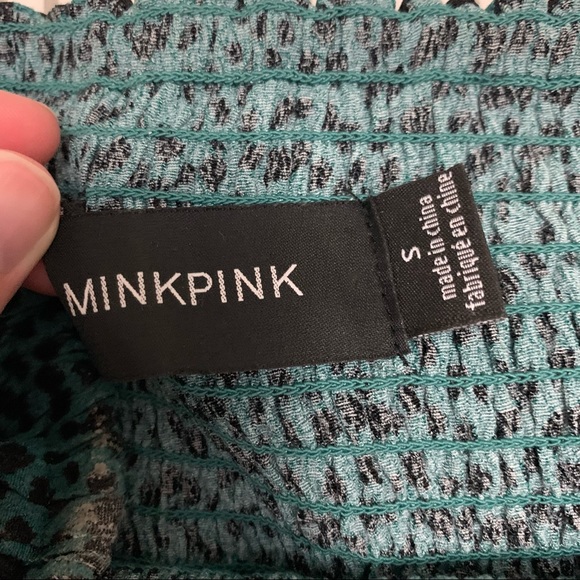 MINKPINK
S
made in china
fabriqué en chine